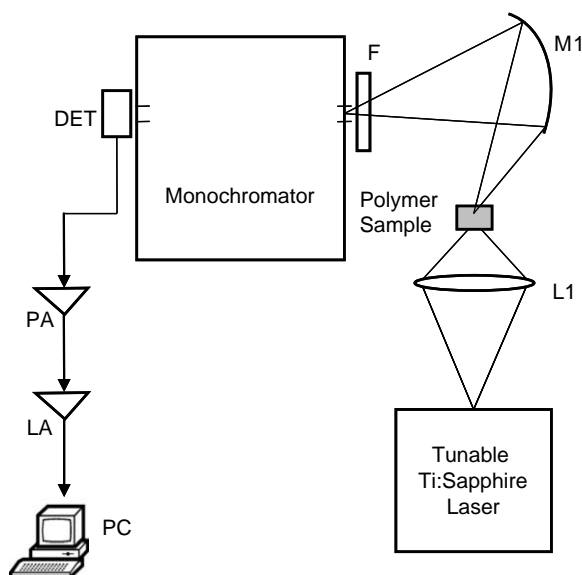 M1
F
DET
Monochromator
Polymer
Sample
L1
PA
LA
Tunable
Ti:Sapphire
Laser
PC